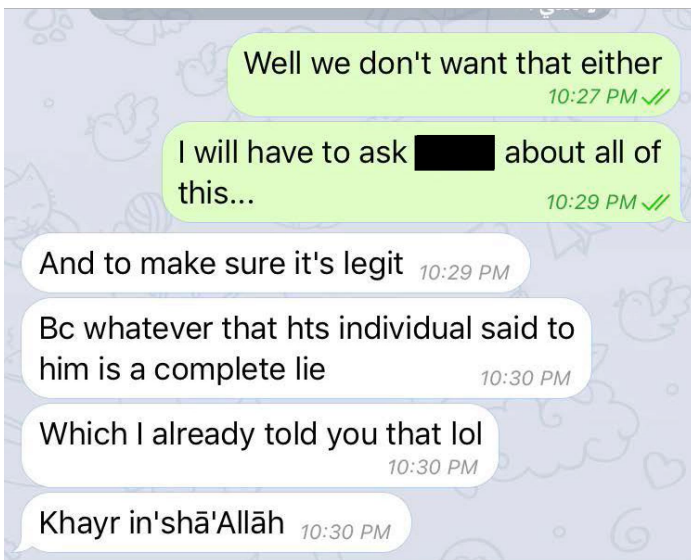 Well we don't want that either
10:27 PM
I will have to ask about all of
this...
10:29 PM
And to make sure it's legit 10:29 PM
Bc whatever that hts individual said to
him is a complete lie
10:30 PM
Which I already told you that lol
10:30 PM
Khayr in'shā'Allāh 10:30 PM